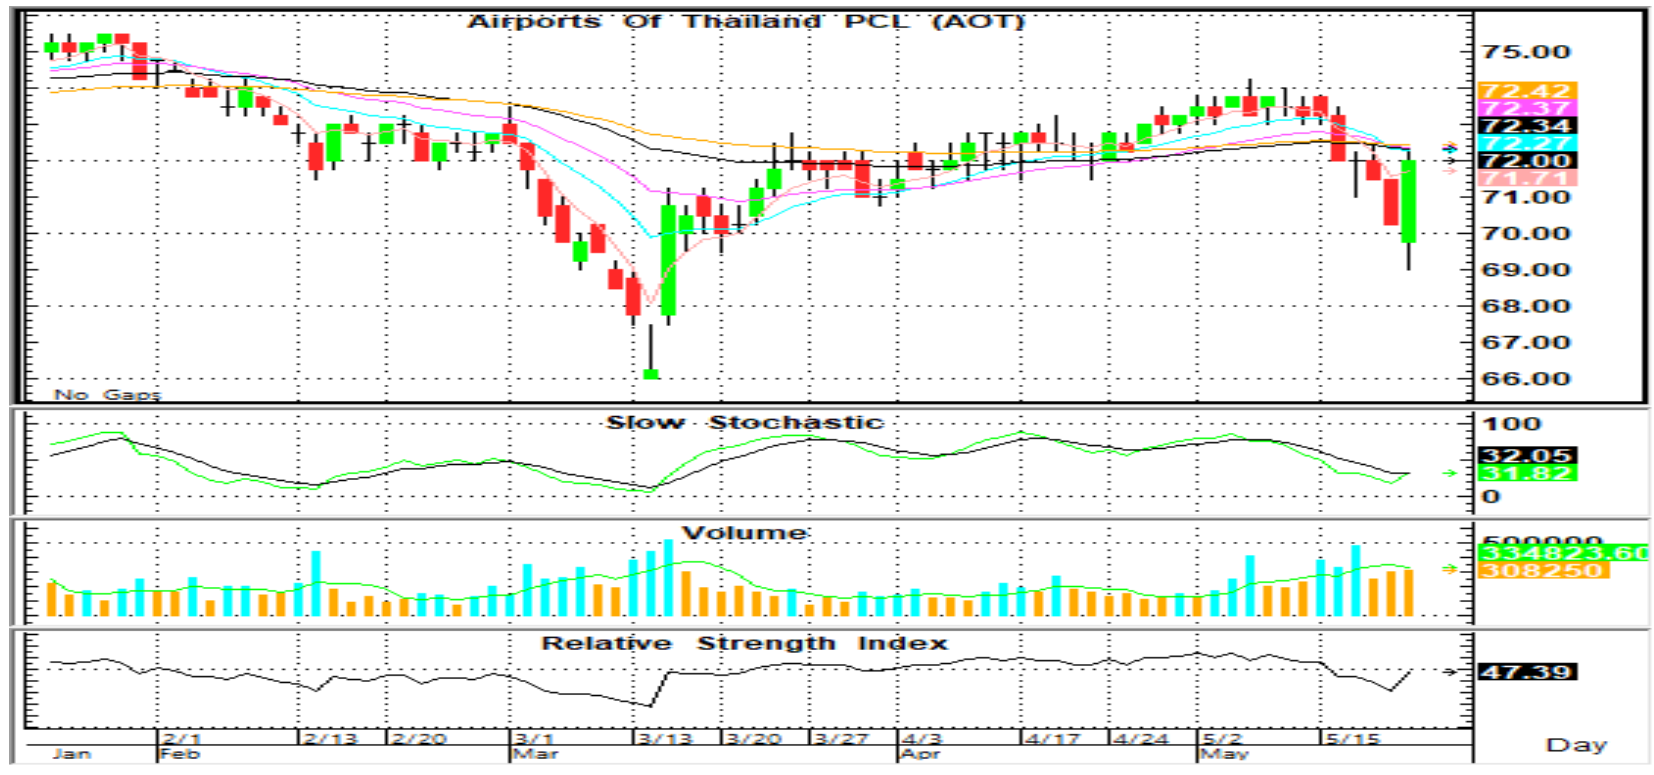 Airports Of Thailand PCL (AOT)
75.00
72.42
72.37
72.34
72.27
72.00
71.71
71.00
70.00
69.00
68.00
67.00
66.00
No Gaps
Slow Stochastic
100
32.05
31.82
0
Volume
500000
334823.60
308250
Relative Strength Index
47.39
2/1 2/13 2/20 3/1 3/13 3/20 3/27 4/3 4/17 4/24 5/2 5/15
Jan Feb Mar Apr May
Day